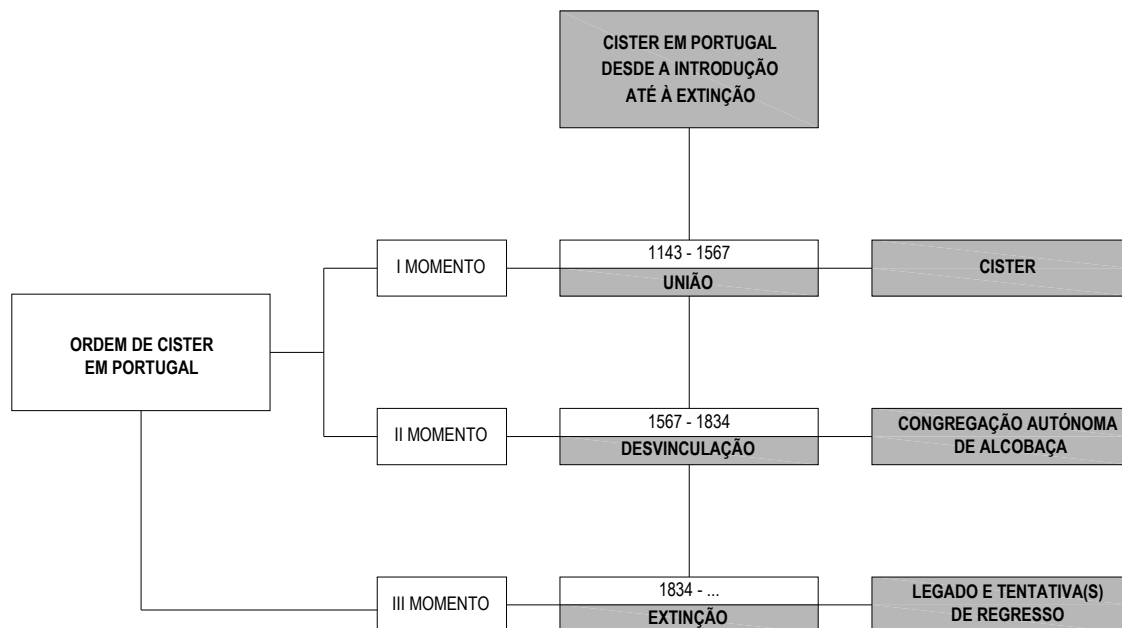 CISTER EM PORTUGAL
DESDE A INTRODUÇÃO
ATÉ À EXTINÇÃO
I MOMENTO
1143 - 1567
UNIÃO
CISTER
ORDEM DE CISTER
EM PORTUGAL
II MOMENTO
1567 - 1834
DESVINCULAÇÃO
CONGREGAÇÃO AUTÓNOMA
DE ALCOBAÇA
III MOMENTO
1834 - ...
EXTINÇÃO
LEGADO E TENTATIVA(S)
DE REGRESSO